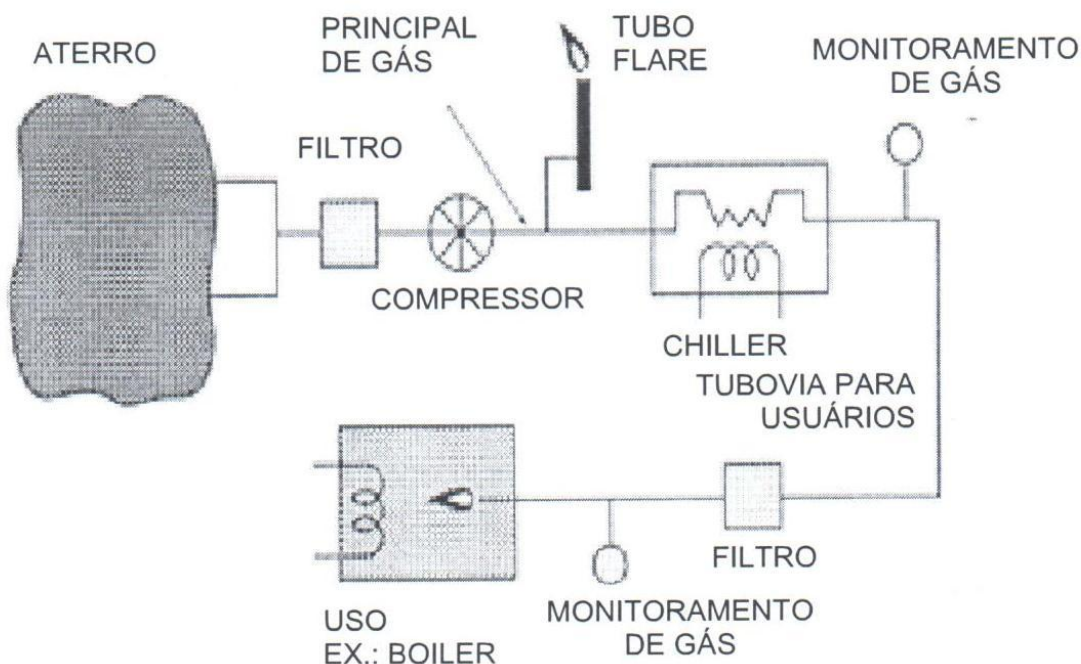 ATERRO
PRINCIPAL
DE GÁS
TUBO
FLARE
MONITORAMENTO
DE GÁS
FILTRO
COMPRESSOR
CHILLER
TUBOVIA PARA
USUÁRIOS
FILTRO
MONITORAMENTO
DE GÁS
USO
EX.: BOILER